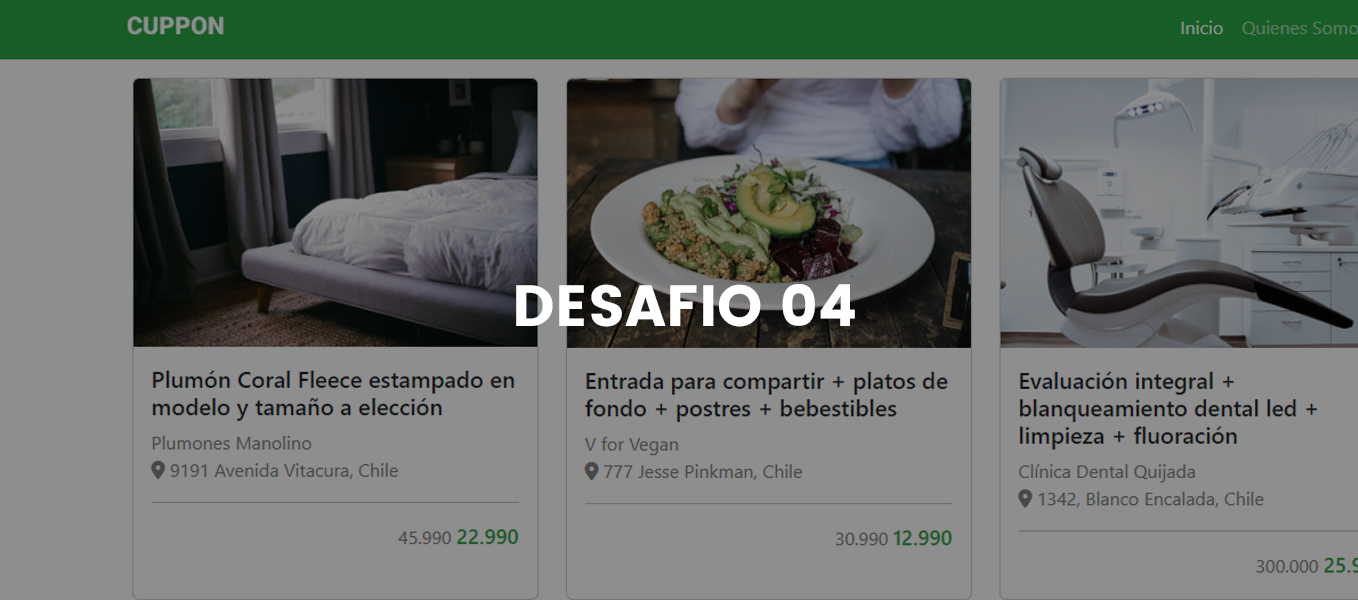 CUPPON
Inicio
Quienes Somo
DESAFIO 04
Plumón Coral Fleece estampado en
modelo y tamaño a elección
Plumones Manolino
9191 Avenida Vitacura, Chile
45.990 22.990
Entrada para compartir + platos de
fondo + postres + bebestibles
V for Vegan
777 Jesse Pinkman, Chile
30.990 12.990
Evaluación integral +
blanqueamiento dental led +
limpieza + fluoración
Clínica Dental Quijada
1342, Blanco Encalada, Chile
300.000 25.9